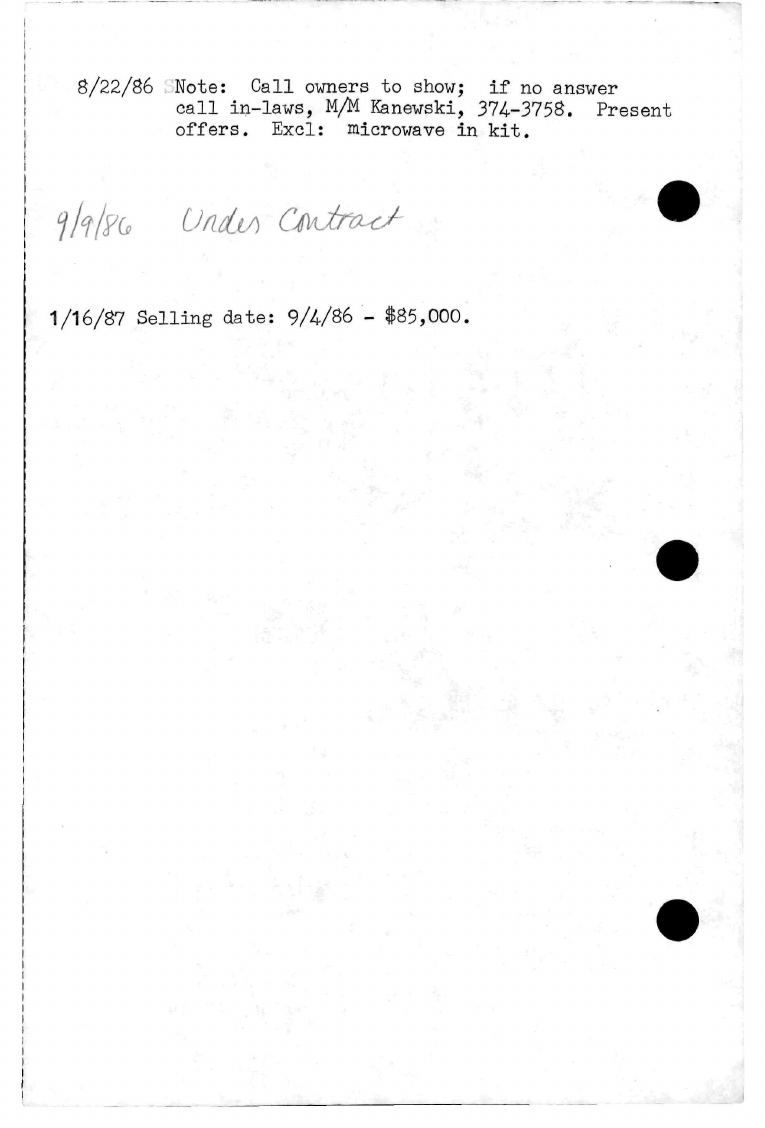 8/22/86 Note: Call owners to show; if no answer
call in-laws, M/M Kanewski, 374-3758. Present
offers. Excl: microwave in kit.
9/9/86 Under Contract
1/16/87 Selling date: 9/4/86 - $85,000.